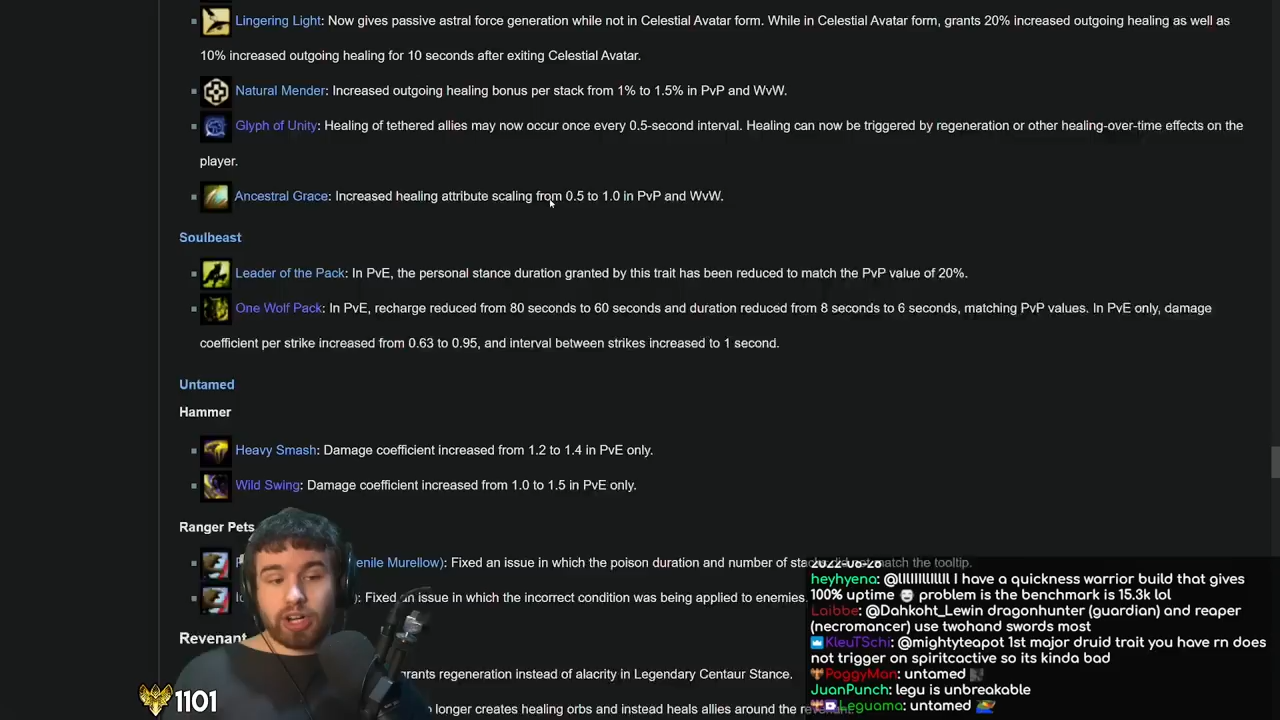 Lingering Light: Now gives passive astral force generation while not in Celestial Avatar form. While in Celestial Avatar form, grants 20% increased outgoing healing as well as
10% increased outgoing healing for 10 seconds after exiting Celestial Avatar.
Natural Mender: Increased outgoing healing bonus per stack from 1% to 1.5% in PvP and WvW.
Glyph of Unity: Healing of tethered allies may now occur once every 0.5-second interval. Healing can now be triggered by regeneration or other healing-over-time effects on the
player.
Ancestral Grace: Increased healing attribute scaling from 0.5 to 1.0 in PvP and WvW.
Soulbeast
Leader of the Pack: In PvE, the personal stance duration granted by this trait has been reduced to match the PvP value of 20%.
One Wolf Pack: In PvE, recharge reduced from 80 seconds to 60 seconds and duration reduced from 8 seconds to 6 seconds, matching PvP values. In PvE only, damage
coefficient per strike increased from 0.63 to 0.95, and interval between strikes increased to 1 second.
Untamed
Hammer
Heavy Smash: Damage coefficient increased from 1.2 to 1.4 in PvE only.
Wild Swing: Damage coefficient increased from 1.0 to 1.5 in PvE only.
Ranger Pets
enile Murellow): Fixed an issue in which the poison duration and number of match the tooltip.
): Fixed an issue in which the incorrect condition was being applied to enemies.
Revenant
grants regeneration instead of alacrity in Legendary Centaur Stance.
longer creates healing orbs and instead heals allies around the
2022-06-28
heyhyena: I have a quickness warrior build that gives
100% uptime problem is the benchmark is 15.3k lol
Laibbe: @Dahkoht_Lewin dragonhunter (guardian) and reaper
(necromancer) use twohand swords most
KleuTSchi: @mightyteapot 1st major druid trait you have rn does
not trigger on spiritcactive so its kinda bad
PoggyMan: untamed
JuanPunch: legu is unbreakable
Leguama: untamed
1101